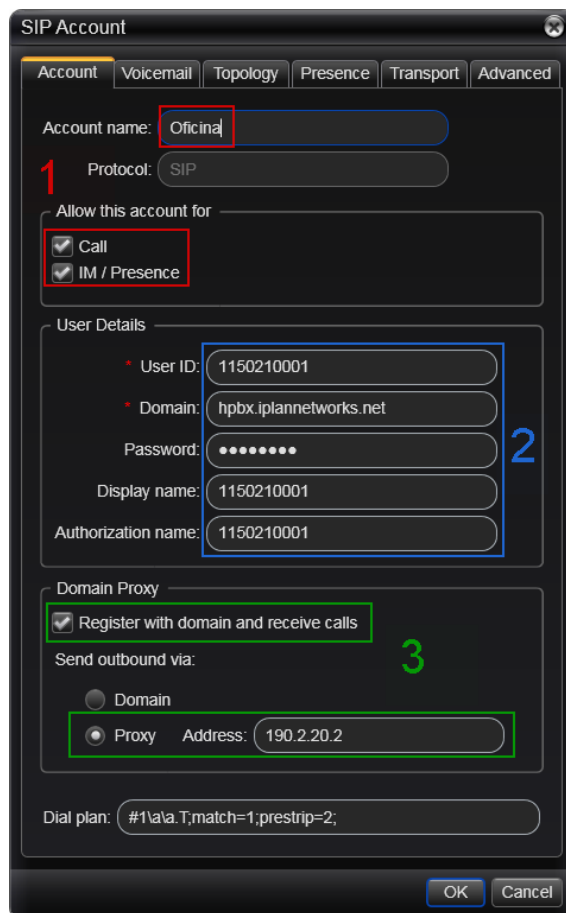 SIP Account
Account Voicemail Topology Presence Transport Advanced
Account name: Oficina
1
Protocol: SIP
Allow this account for
Call
IM / Presence
User Details
* User ID: 1150210001
* Domain: hpbx.iplannetworks.net
Password: ●●●●●●●●
2
Display name: 1150210001
Authorization name: 1150210001
Domain Proxy
Register with domain and receive calls
Send outbound via:
3
Domain
Proxy Address: 190.2.20.2
Dial plan: #1\a\a.T;match=1;prestrip=2;
OK Cancel